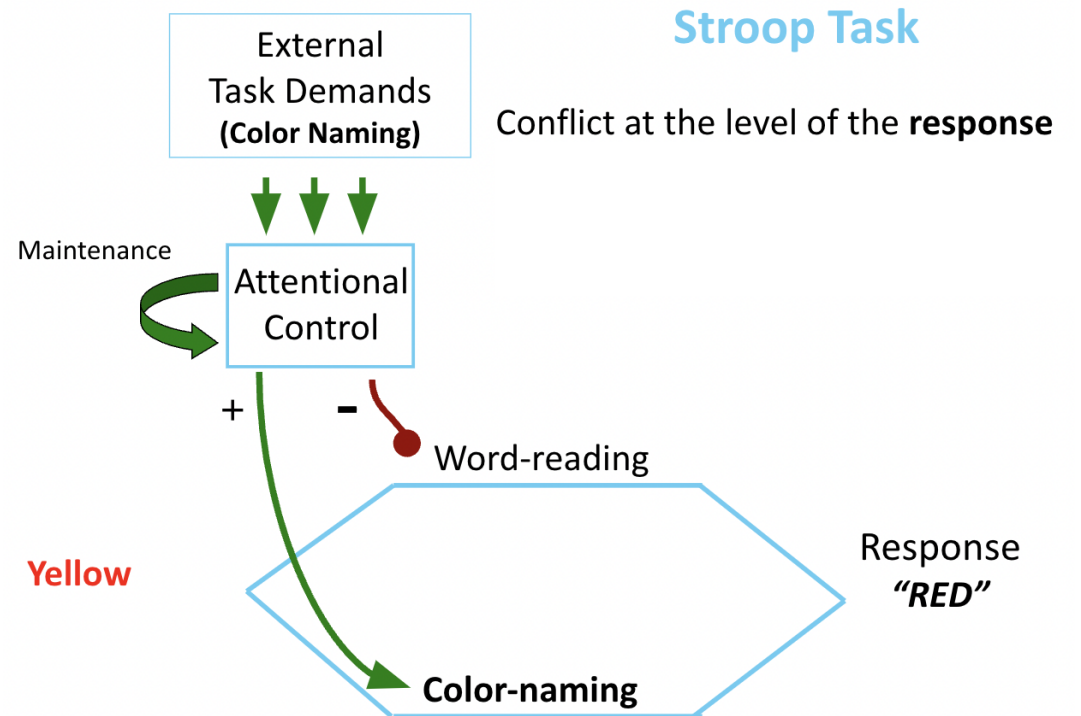 Stroop Task
External
Task Demands
(Color Naming)
Conflict at the level of the response
Maintenance
Attentional
Control
+
-
Word-reading
Yellow
Response
“RED”
Color-naming